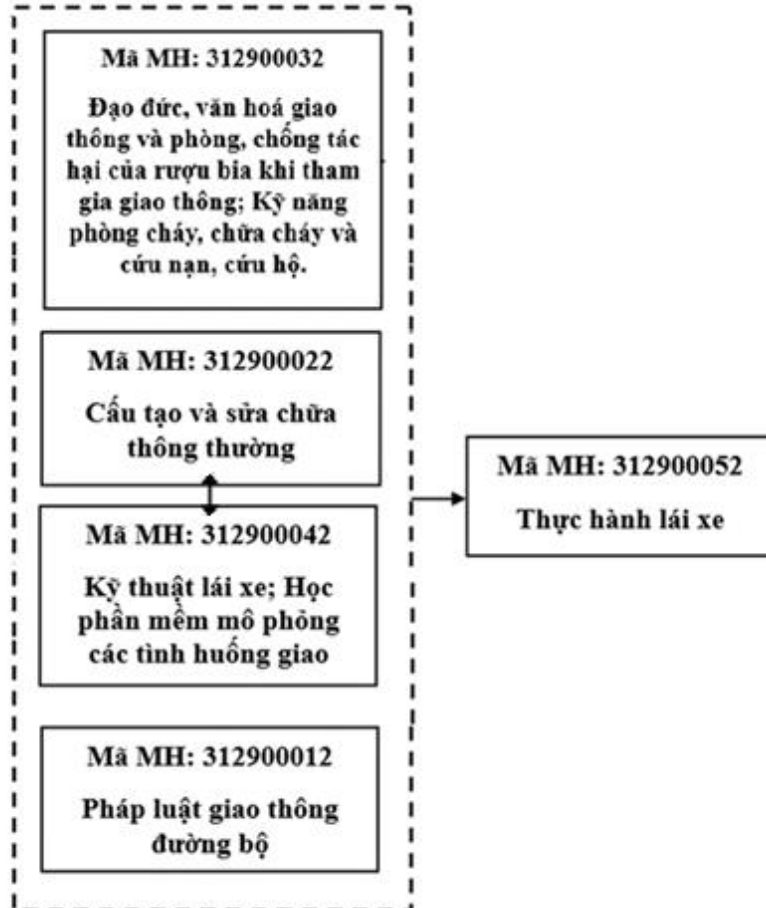 Mã MH: 312900032
Đạo đức, văn hoá giao
thông và phòng, chống tác
hại của rượu bia khi tham
gia giao thông; Kỹ năng
phòng cháy, chữa cháy và
cứu nạn, cứu hộ.
Mã MH: 312900022
Cấu tạo và sửa chữa
thông thường
Mã MH: 312900042
Kỹ thuật lái xe; Học
phần mềm mô phỏng
các tình huống giao
Mã MH: 312900012
Pháp luật giao thông
đường bộ
Mã MH: 312900052
Thực hành lái xe